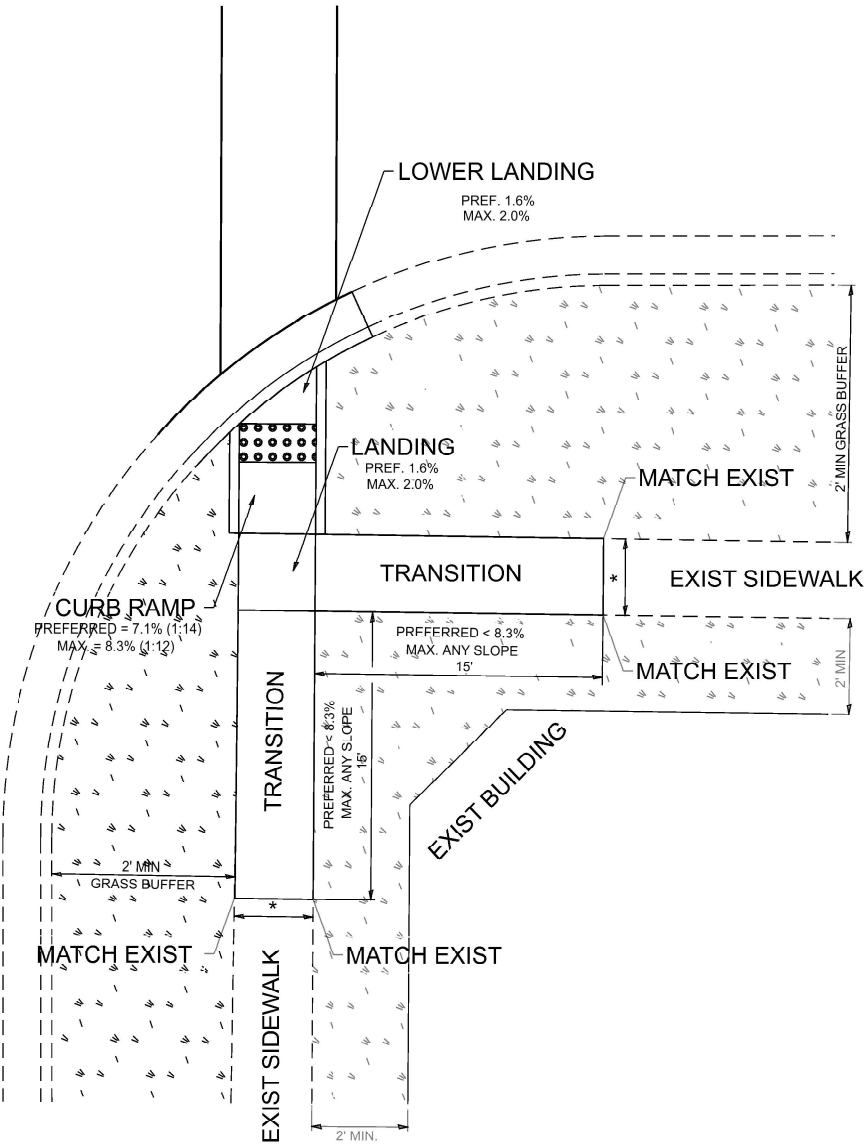 LOWER LANDING
PREF. 1.6%
MAX. 2.0%
2' MIN GRASS BUFFER
LANDING
PREF. 1.6%
MAX. 2.0%
MATCH EXIST
TRANSITION
*
EXIST SIDEWALK
CURB RAMP
PREFERRED = 7.1% (1:14)
MAX. = 8.3% (1:12)
PREFERRED < 8.3%
MAX. ANY SLOPE
15'
MATCH EXIST
2' MIN
TRANSITION
PREFERRED < 8.3%
MAX. ANY SLOPE
15'
EXIST BUILDING
2' MIN
GRASS BUFFER
*
MATCH EXIST
MATCH EXIST
EXIST SIDEWALK
2' MIN.